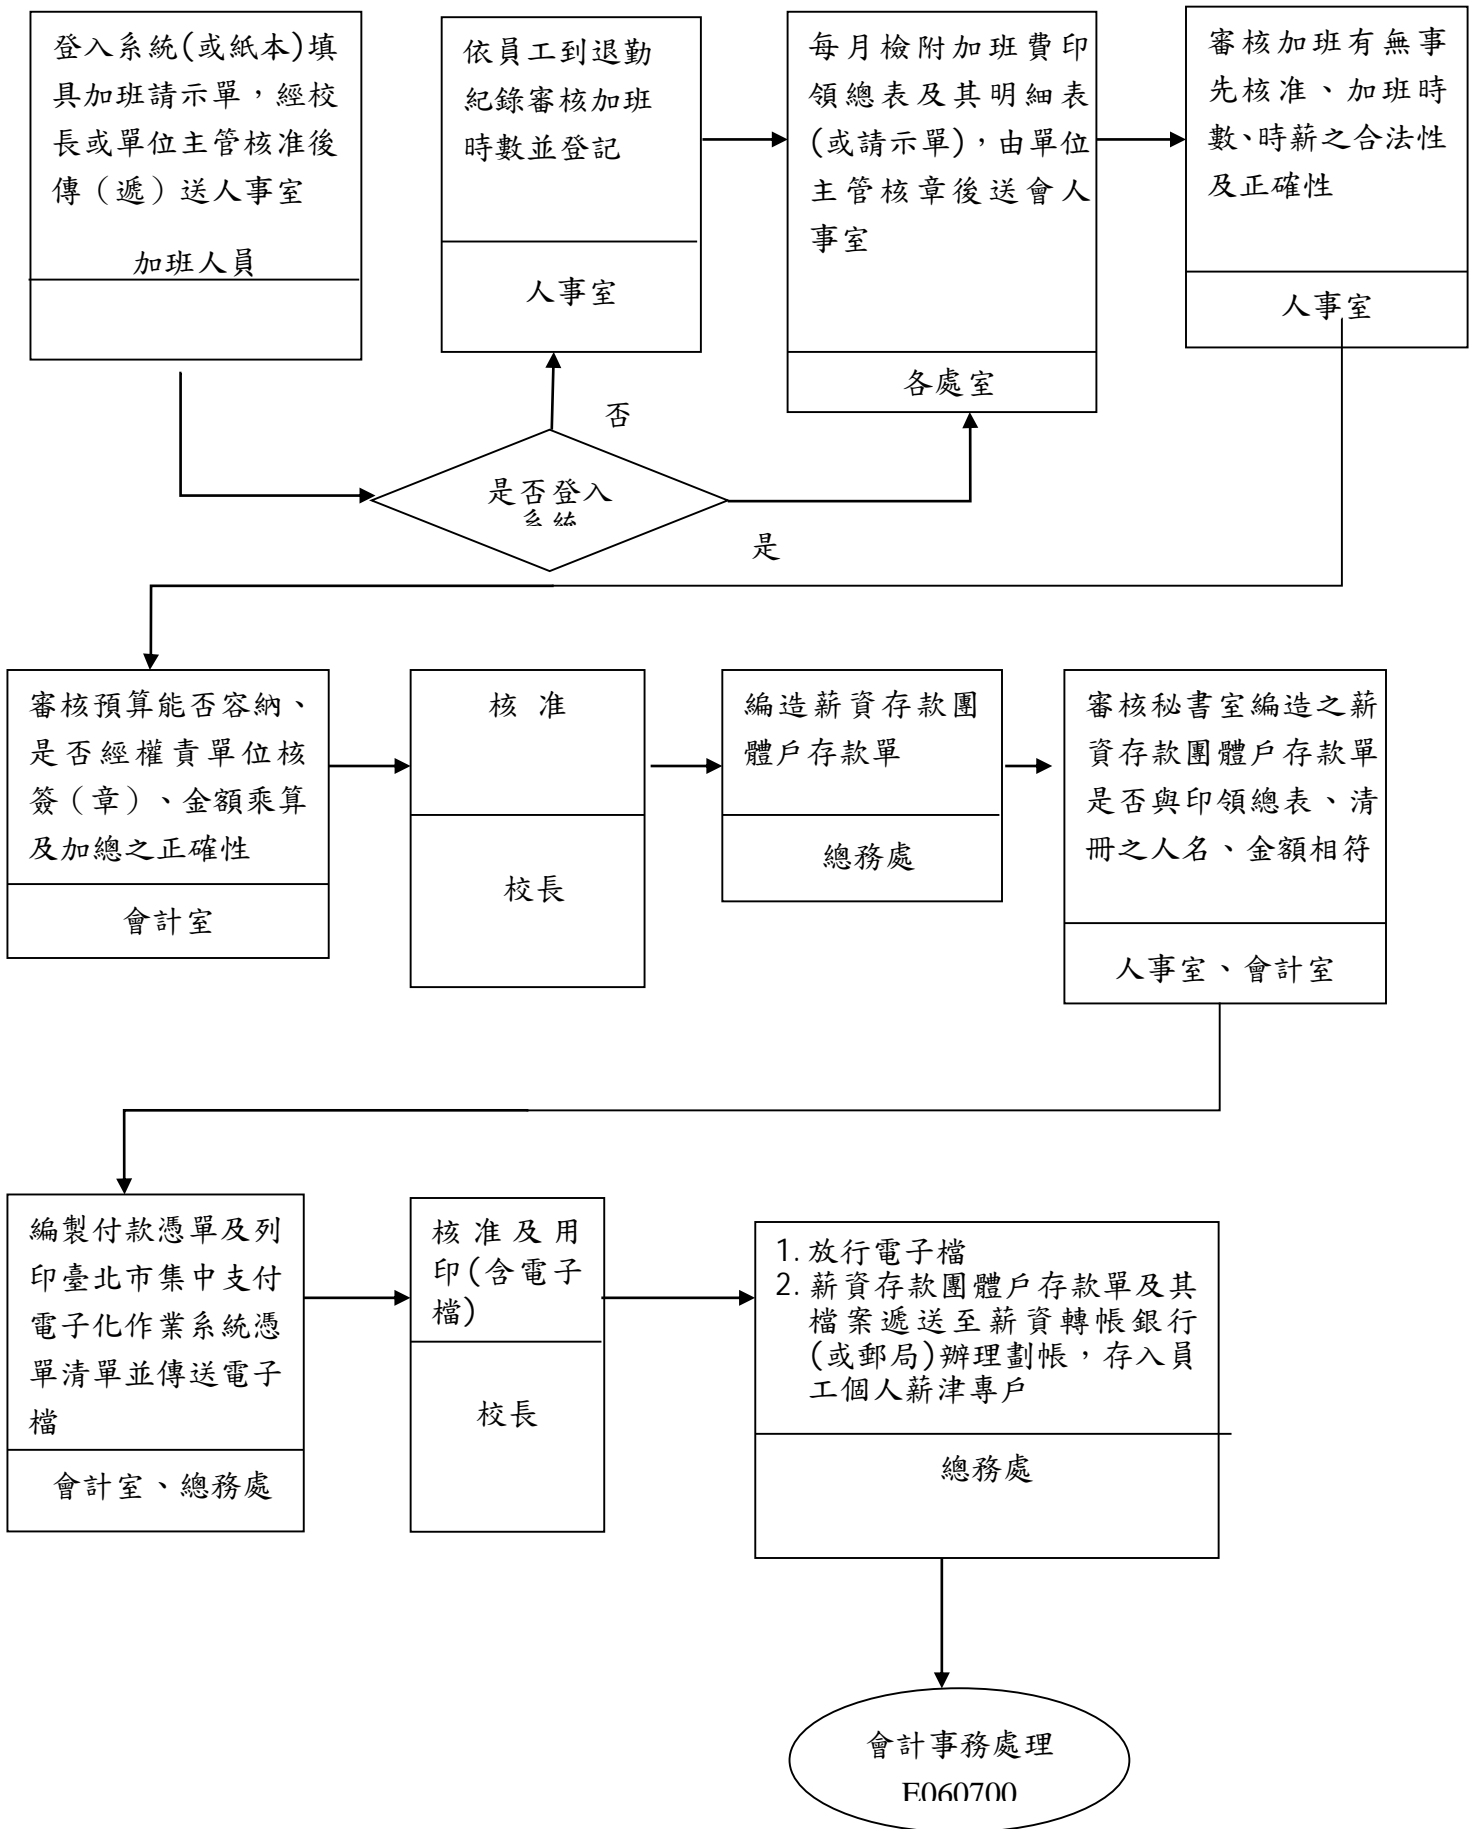 登入系統(或紙本)填
具加班請示單，經校
長或單位主管核准後
傳（遞）送人事室
加班人員
依員工到退勤
紀錄審核加班
時數並登記
人事室
每月檢附加班費印
領總表及其明細表
(或請示單)，由單位
主管核章後送會人
事室
各處室
審核加班有無事
先核准、加班時
數、時薪之合法性
及正確性
人事室
否
是否登入
系統
是
審核預算能否容納、
是否經權責單位核
簽（章）、金額乘算
及加總之正確性
會計室
核 准
校長
編造薪資存款團
體戶存款單
總務處
審核秘書室編造之薪
資存款團體戶存款單
是否與印領總表、清
冊之人名、金額相符
人事室、會計室
編製付款憑單及列
印臺北市集中支付
電子化作業系統憑
單清單並傳送電子
檔
會計室、總務處
核准及用
印(含電子
檔)
校長
1. 放行電子檔
2. 薪資存款團體戶存款單及其
檔案遞送至薪資轉帳銀行
(或郵局)辦理劃帳，存入員
工個人薪津專戶
總務處
會計事務處理
E060700